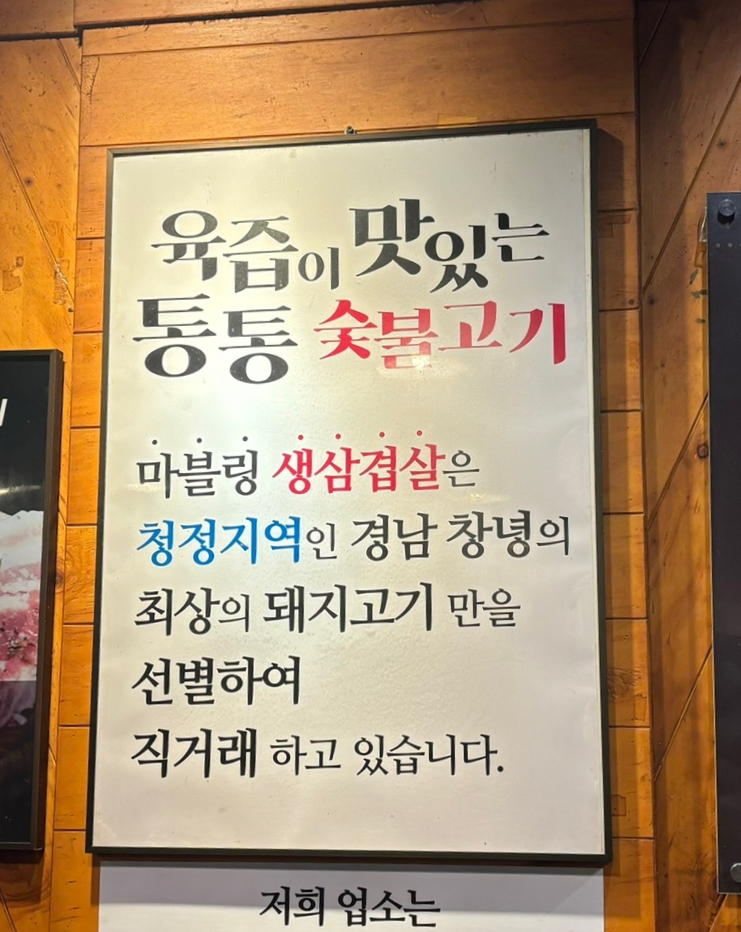 육즙이 맛있는
통통 숯불고기
마블링 생삼겹살은
청정지역인 경남 창녕의
최상의 돼지고기 만을
선별하여
직거래 하고 있습니다.
저희 업소는